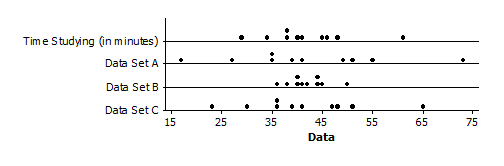 Time Studying (in minutes)
Data Set A
Data Set B
Data Set C
15 25 35 45 55 65 75
Data